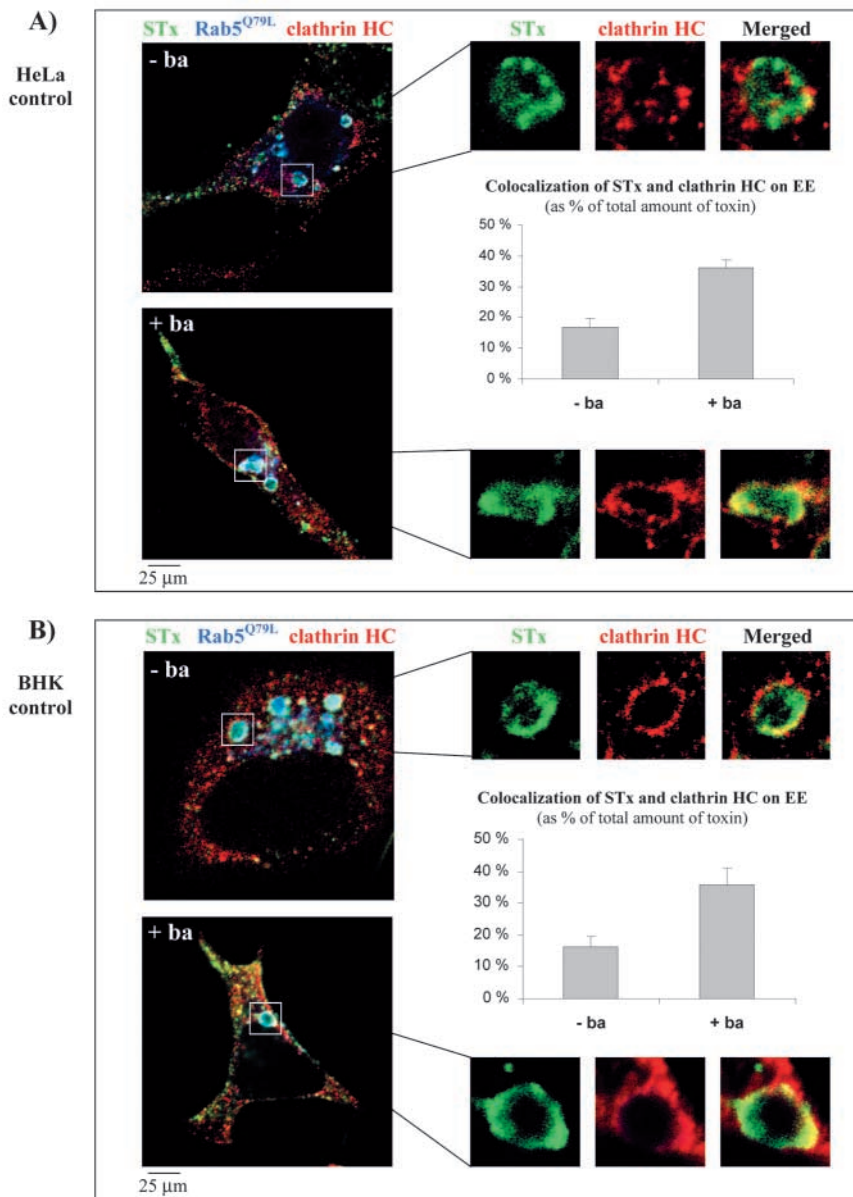 A)
HeLa
control
STx Rab5Q79L clathrin HC
- ba
STx clathrin HC Merged
Colocalization of STx and clathrin HC on EE
(as % of total amount of toxin)
50 %
40 %
30 %
20 %
10 %
0 %
- ba + ba
+ ba
25 µm
B)
BHK
control
STx Rab5Q79L clathrin HC
- ba
STx clathrin HC Merged
Colocalization of STx and clathrin HC on EE
(as % of total amount of toxin)
50 %
40 %
30 %
20 %
10 %
0 %
- ba + ba
+ ba
25 µm